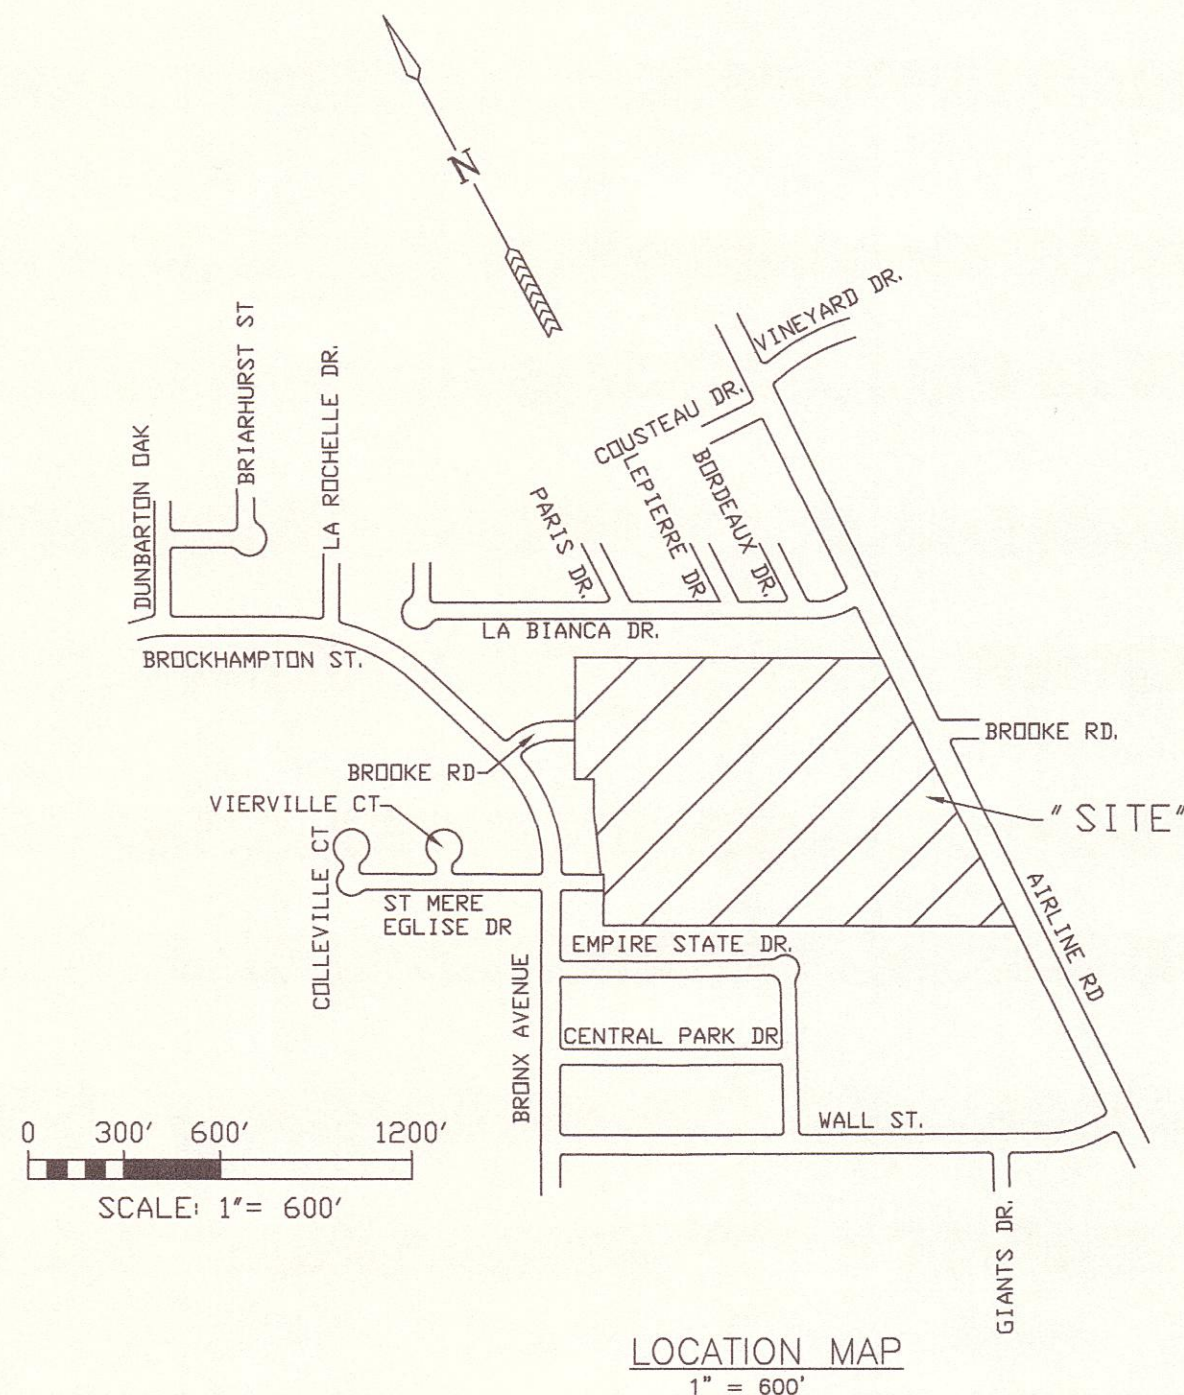 N
VINEYARD DR.
COUSTEAU DR.
BRIARHURST ST
LA ROCHELLE DR.
DUNBARTON OAK
PARIS DR.
LEPIERRE DR.
BORDEAUX DR.
LA BIANCA DR.
BROCKHAMPTON ST.
BROOKE RD.
BROOKE RD
VIERVILLE CT
"SITE"
COLLEVILLE CT
ST MERE
EGLISE DR
AIRLINE RD
EMPIRE STATE DR.
BRONX AVENUE
CENTRAL PARK DR
WALL ST.
0 300' 600' 1200'
SCALE: 1"= 600'
GIANTS DR.
LOCATION MAP
1" = 600'